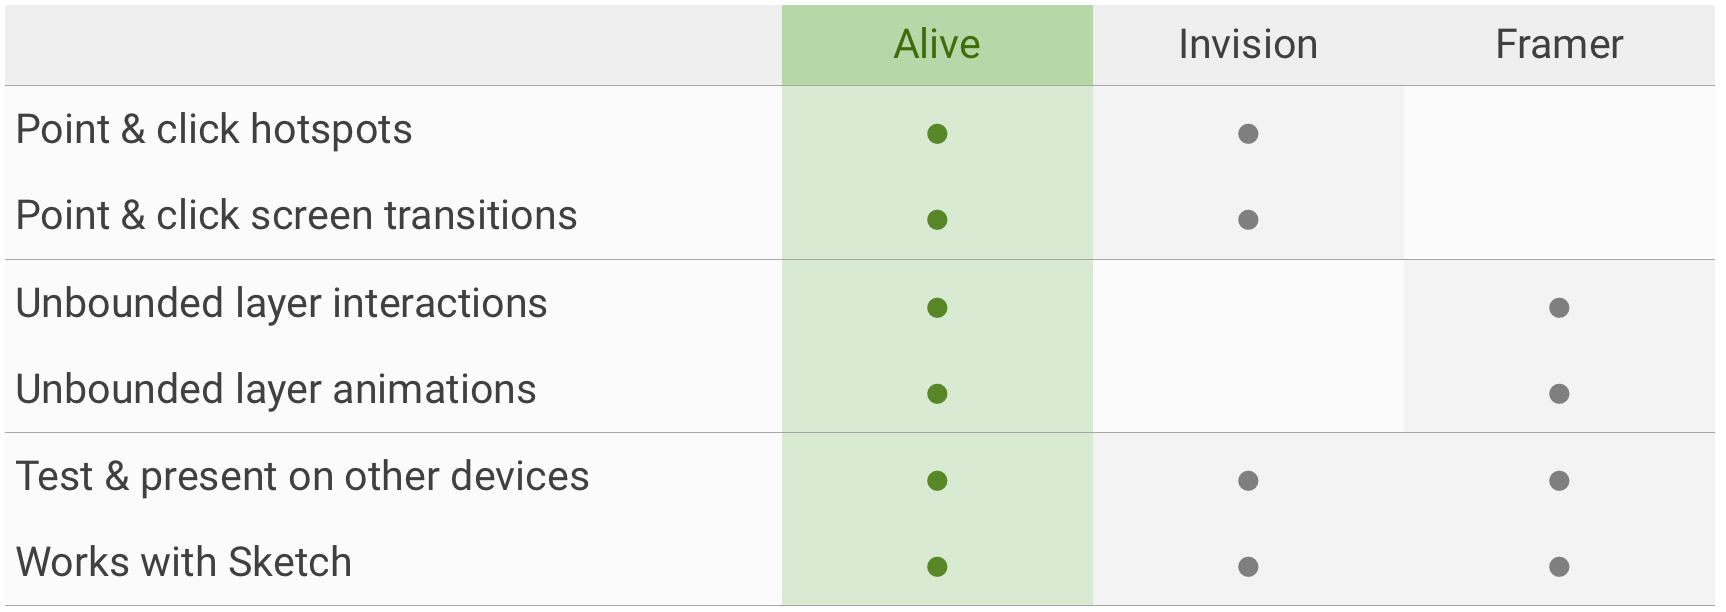 Alive Invision Framer
Point & click hotspots ● ●
Point & click screen transitions ● ●
Unbounded layer interactions ● ●
Unbounded layer animations ● ●
Test & present on other devices ● ● ●
Works with Sketch ● ● ●